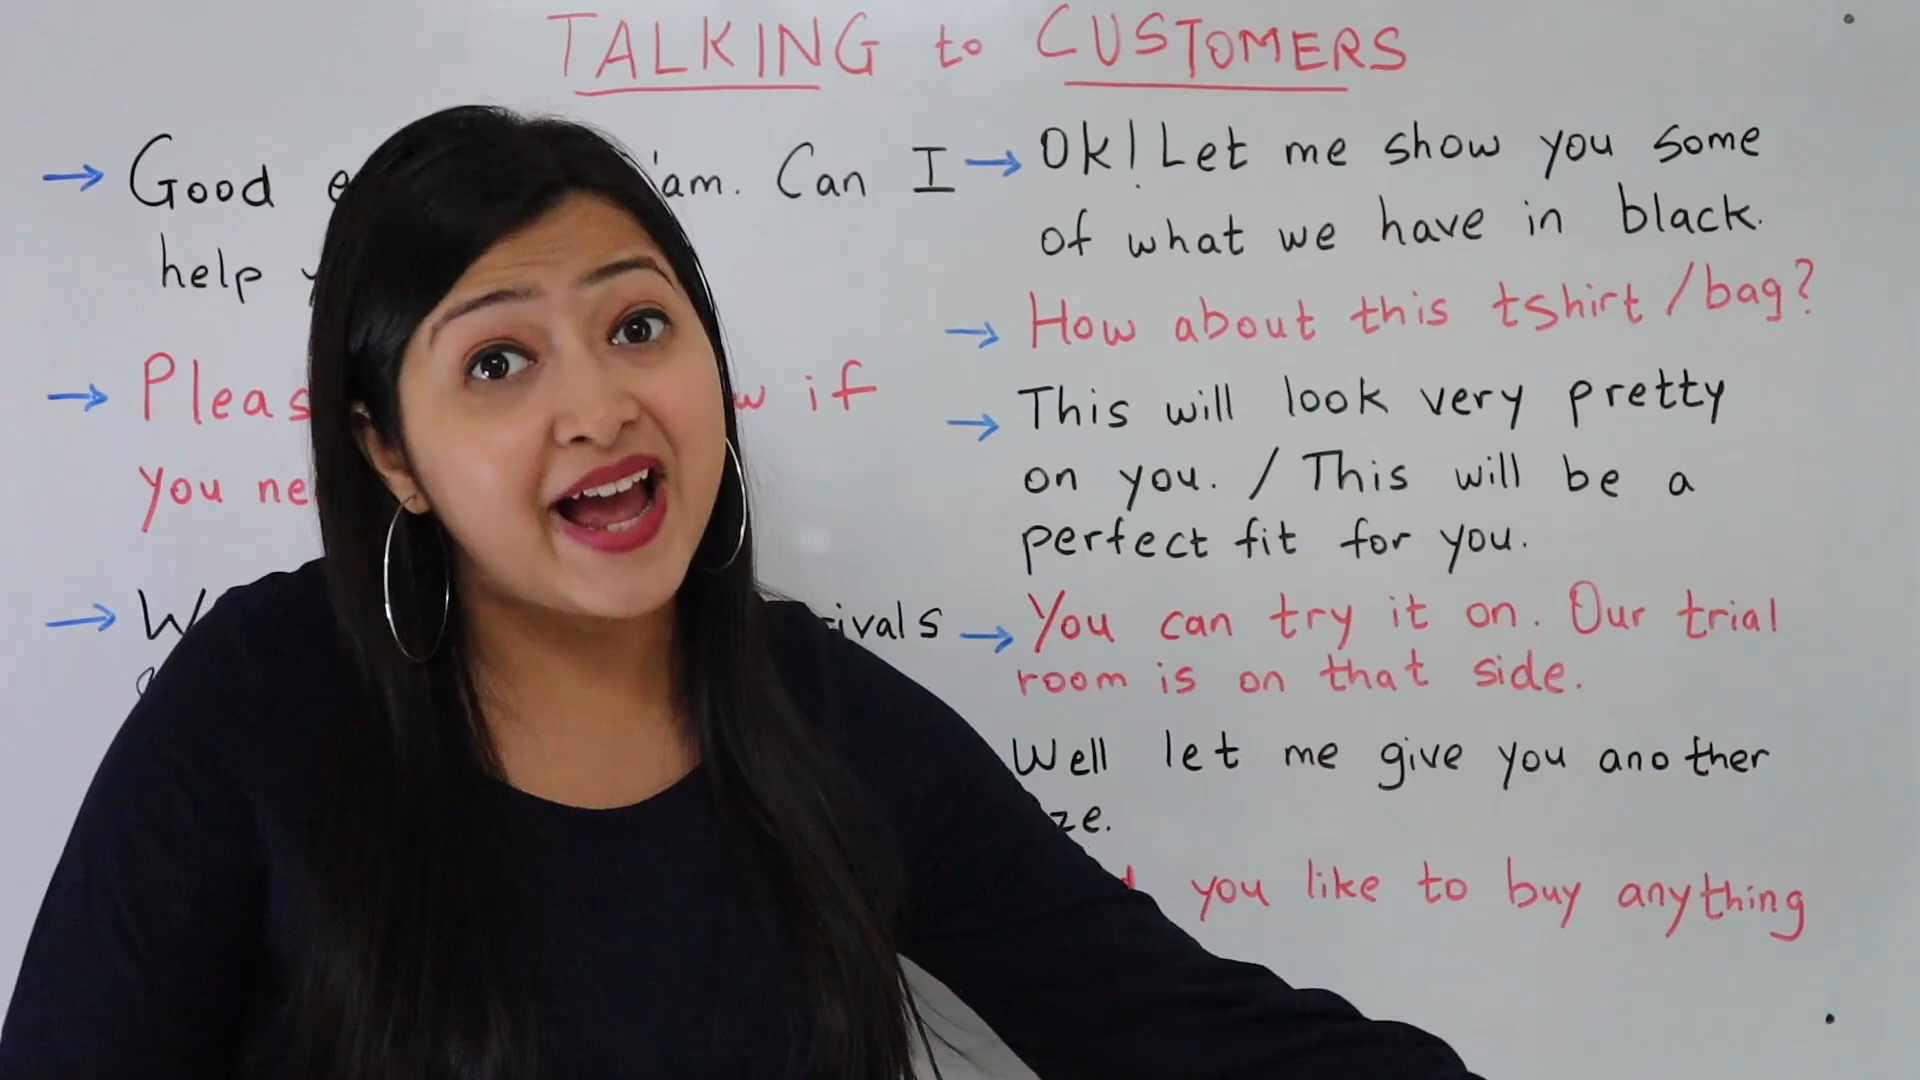 TALKING to CUSTOMERS
Good 'am. Can I
help
if
you
Ok! Let me show you some
of what we have in black.
How about this tshirt / bag?
This will look very pretty
on you. / This will be a
perfect fit for you.
You can try it on. Our trial
room is on that side.
Well let me give you another
ze.
you like to buy anything